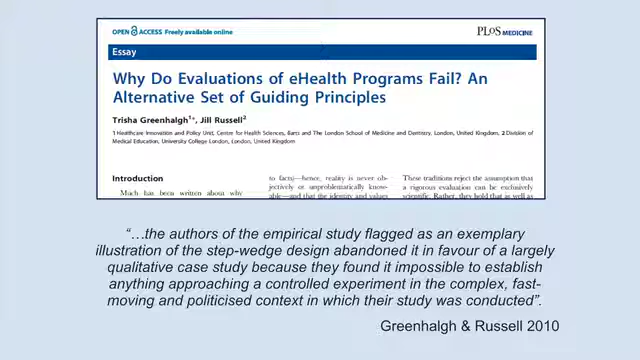 OPEN ACCESS Freely available online
PLoS MEDICINE
Essay
Why Do Evaluations of eHealth Programs Fail? An
Alternative Set of Guiding Principles
Trisha Greenhalgh1*, Jill Russell2
1 Healthcare Innovation and Policy Unit, Centre for Health Sciences, Barts and The London School of Medicine and Dentistry, London, United Kingdom, 2 Division of
Medical Education, University College London, London, United Kingdom
Introduction
Much has been written about why
to facts)—hence, reality is never ob-
jectively or unproblematically know-
able—and that the identity and values
These traditions reject the assumption that
a rigorous evaluation can be exclusively
scientific. Rather, they hold that as well as
“…the authors of the empirical study flagged as an exemplary
illustration of the step-wedge design abandoned it in favour of a largely
qualitative case study because they found it impossible to establish
anything approaching a controlled experiment in the complex, fast-
moving and politicised context in which their study was conducted”.
Greenhalgh & Russell 2010